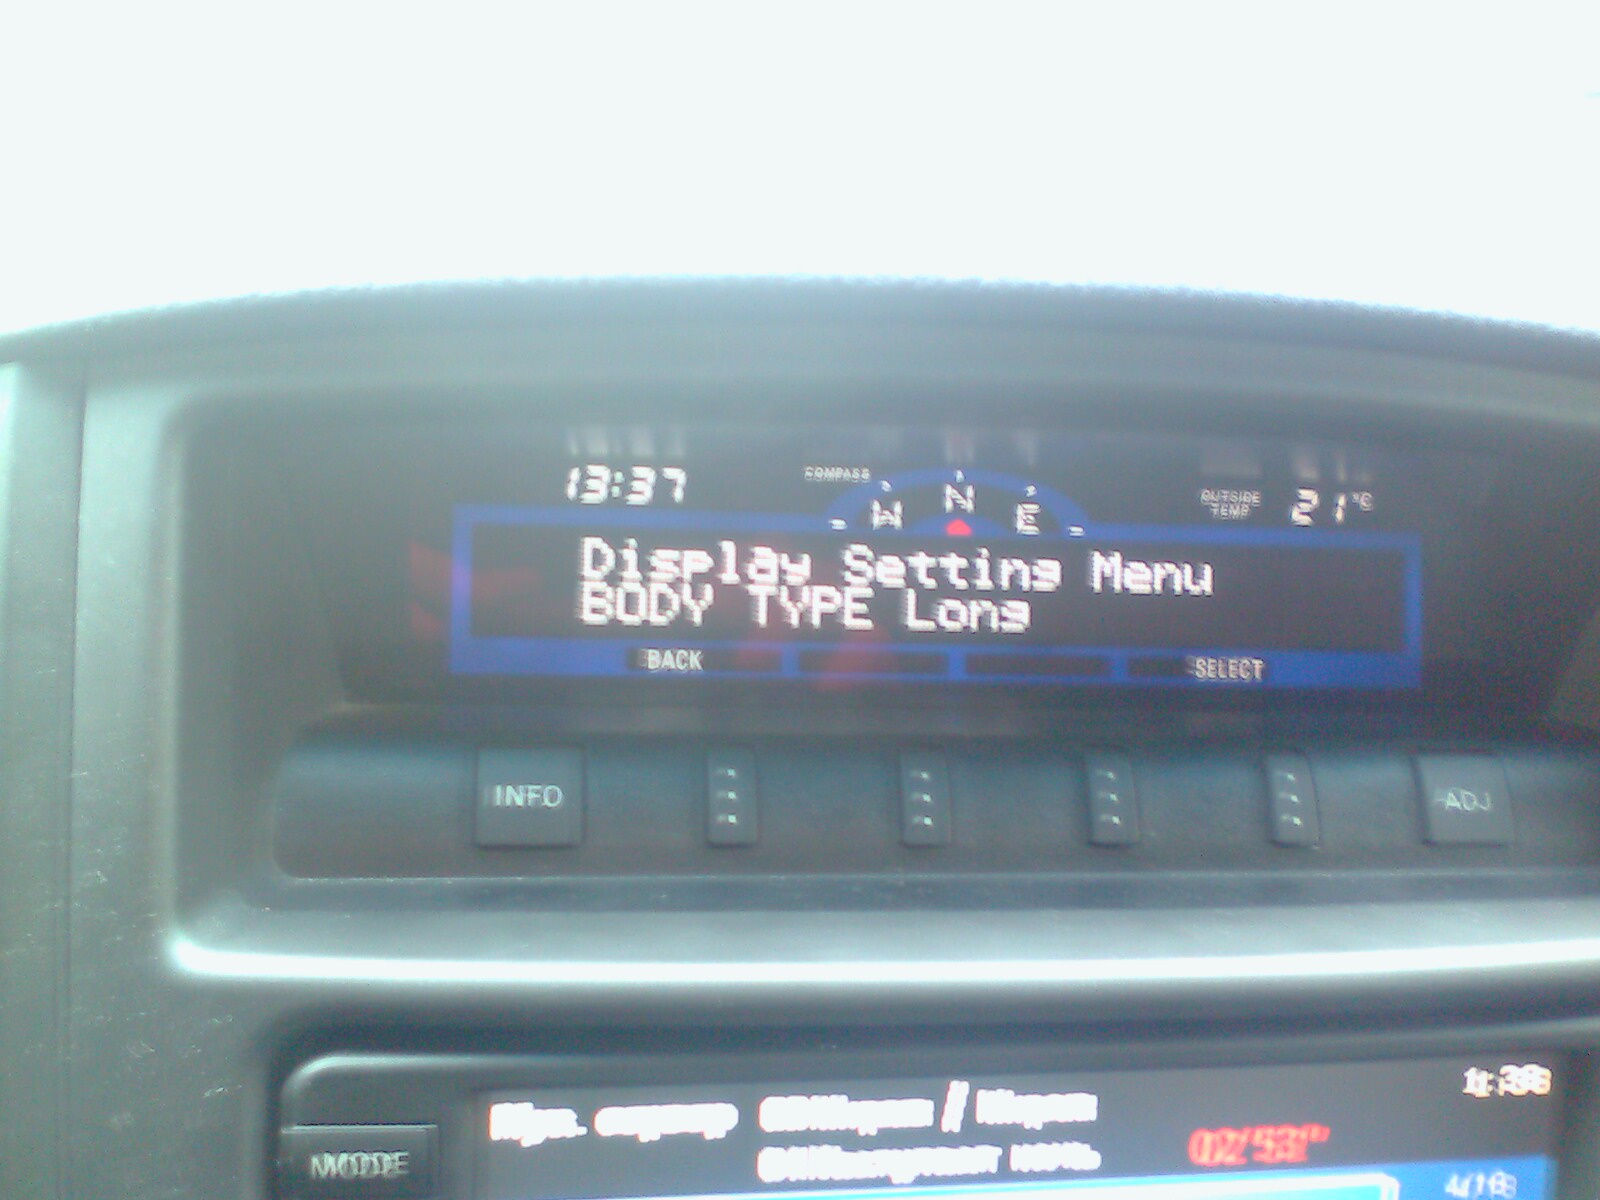 13:37
COMPASS
W N E
OUTSIDE TEMP 21°C
Display Setting Menu
BODY TYPE Long
BACK SELECT
INFO ADJ
MODE